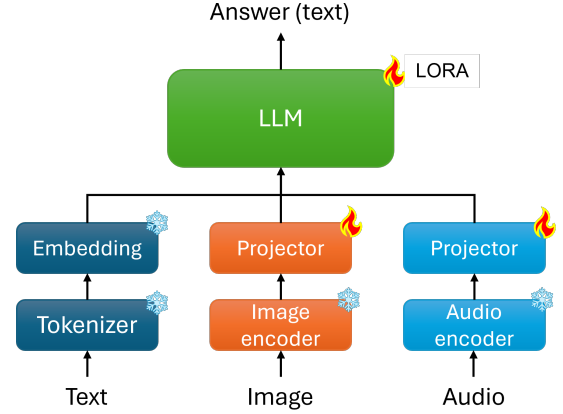 Answer (text)
LORA
LLM
Embedding
Projector
Projector
Tokenizer
Image
encoder
Audio
encoder
Text
Image
Audio